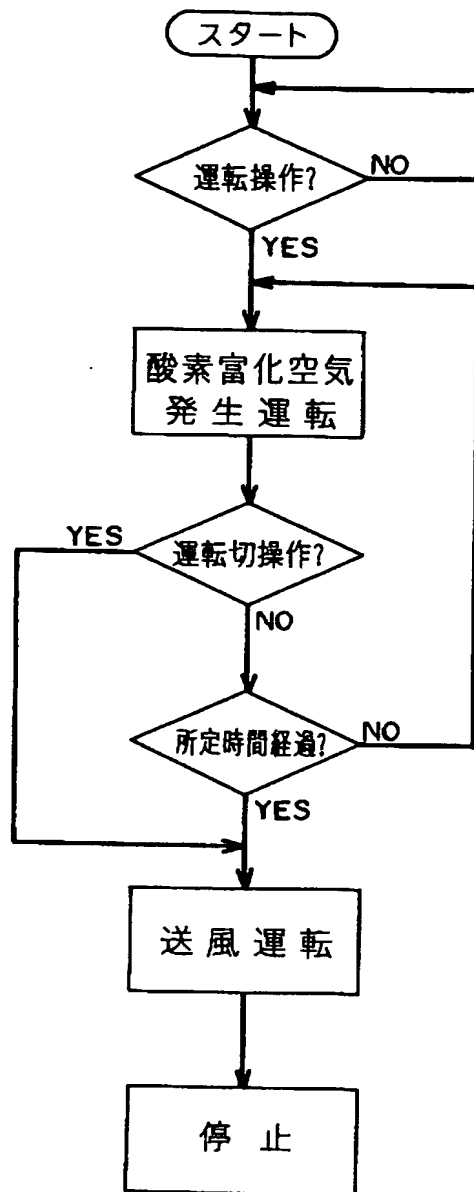 スタート
運転操作?
NO
YES
酸素富化空気
発生運転
YES
運転切操作?
NO
所定時間経過?
NO
YES
送風運転
停止